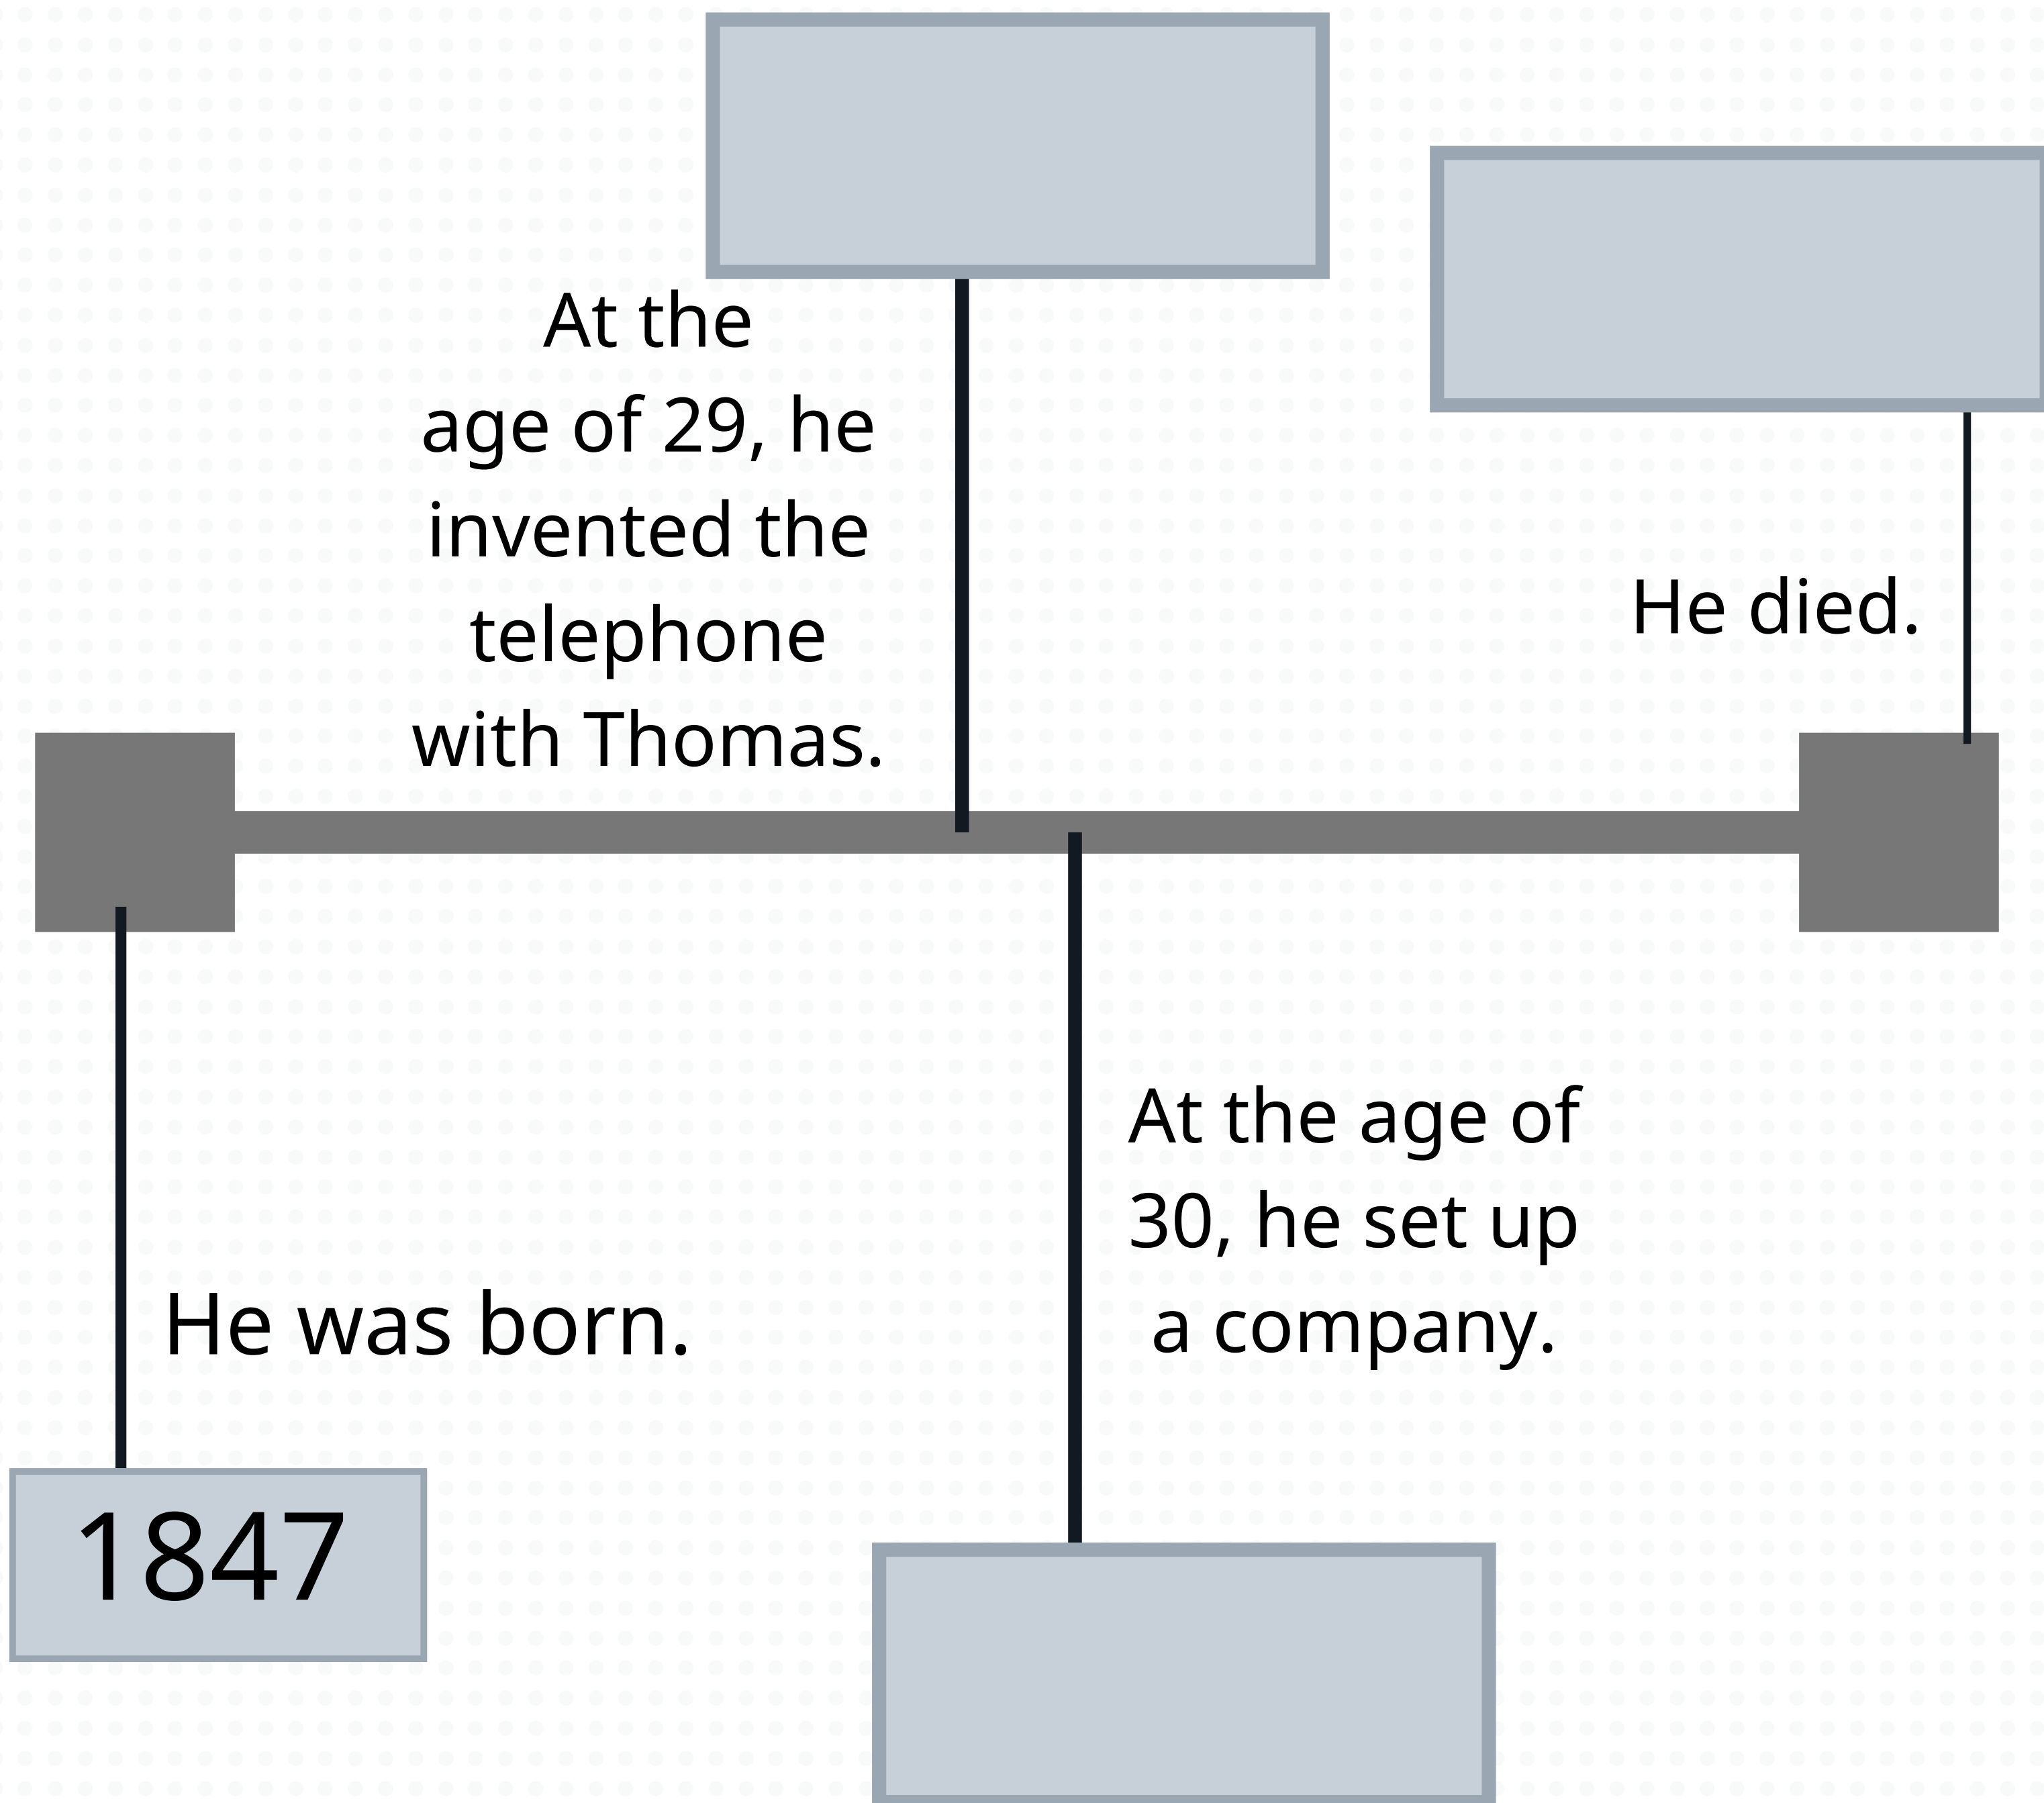 At the
age of 29, he
invented the
telephone
with Thomas.
He died.
He was born.
1847
At the age of
30, he set up
a company.